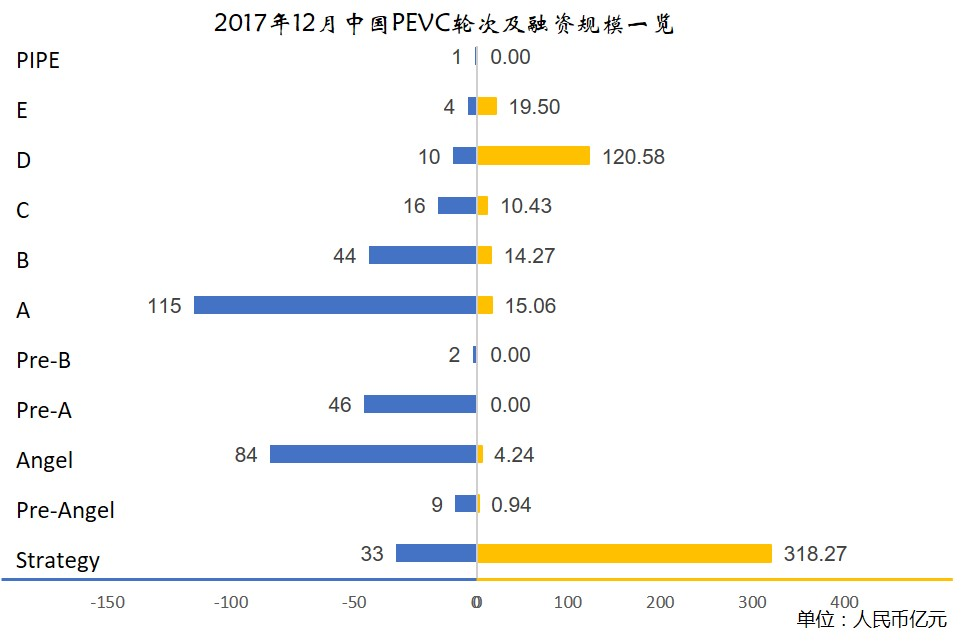 2017年12月中国PEVC轮次及融资规模一览
PIPE 1 0.00
E 4 19.50
D 10 120.58
C 16 10.43
B 44 14.27
A 115 15.06
Pre-B 2 0.00
Pre-A 46 0.00
Angel 84 4.24
Pre-Angel 9 0.94
Strategy 33 318.27
-150 -100 -50 0 0 100 200 300 400
单位：人民币亿元